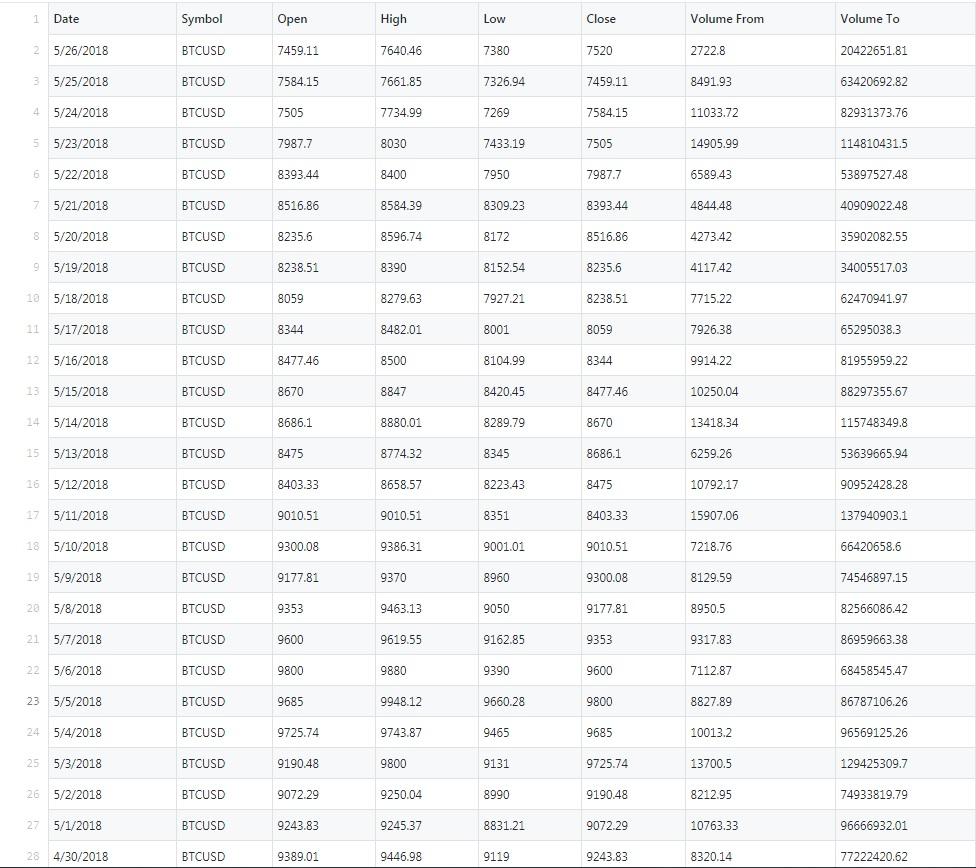 1 Date Symbol Open High Low Close Volume From Volume To
2 5/26/2018 BTCUSD 7459.11 7640.46 7380 7520 2722.8 20422651.81
3 5/25/2018 BTCUSD 7584.15 7661.85 7326.94 7459.11 8491.93 63420692.82
4 5/24/2018 BTCUSD 7505 7734.99 7269 7584.15 11033.72 82931373.76
5 5/23/2018 BTCUSD 7987.7 8030 7433.19 7505 14905.99 114810431.5
6 5/22/2018 BTCUSD 8393.44 8400 7950 7987.7 6589.43 53897527.48
7 5/21/2018 BTCUSD 8516.86 8584.39 8309.23 8393.44 4844.48 40909022.48
8 5/20/2018 BTCUSD 8235.6 8596.74 8172 8516.86 4273.42 35902082.55
9 5/19/2018 BTCUSD 8238.51 8390 8152.54 8235.6 4117.42 34005517.03
10 5/18/2018 BTCUSD 8059 8279.63 7927.21 8238.51 7715.22 62470941.97
11 5/17/2018 BTCUSD 8344 8482.01 8001 8059 7926.38 65295038.3
12 5/16/2018 BTCUSD 8477.46 8500 8104.99 8344 9914.22 81955959.22
13 5/15/2018 BTCUSD 8670 8847 8420.45 8477.46 10250.04 88297355.67
14 5/14/2018 BTCUSD 8686.1 8880.01 8289.79 8670 13418.34 115748349.8
15 5/13/2018 BTCUSD 8475 8774.32 8345 8686.1 6259.26 53639665.94
16 5/12/2018 BTCUSD 8403.33 8658.57 8223.43 8475 10792.17 90952428.28
17 5/11/2018 BTCUSD 9010.51 9010.51 8351 8403.33 15907.06 137940903.1
18 5/10/2018 BTCUSD 9300.08 9386.31 9001.01 9010.51 7218.76 66420658.6
19 5/9/2018 BTCUSD 9177.81 9370 8960 9300.08 8129.59 74546897.15
20 5/8/2018 BTCUSD 9353 9463.13 9050 9177.81 8950.5 82566086.42
21 5/7/2018 BTCUSD 9600 9619.55 9162.85 9353 9317.83 86959663.38
22 5/6/2018 BTCUSD 9800 9880 9390 9600 7112.87 68458545.47
23 5/5/2018 BTCUSD 9685 9948.12 9660.28 9800 8827.89 86787106.26
24 5/4/2018 BTCUSD 9725.74 9743.87 9465 9685 10013.2 96569125.26
25 5/3/2018 BTCUSD 9190.48 9800 9131 9725.74 13700.5 129425309.7
26 5/2/2018 BTCUSD 9072.29 9250.04 8990 9190.48 8212.95 74933819.79
27 5/1/2018 BTCUSD 9243.83 9245.37 8831.21 9072.29 10763.33 96666932.01
28 4/30/2018 BTCUSD 9389.01 9446.98 9119 9243.83 8320.14 77222420.62